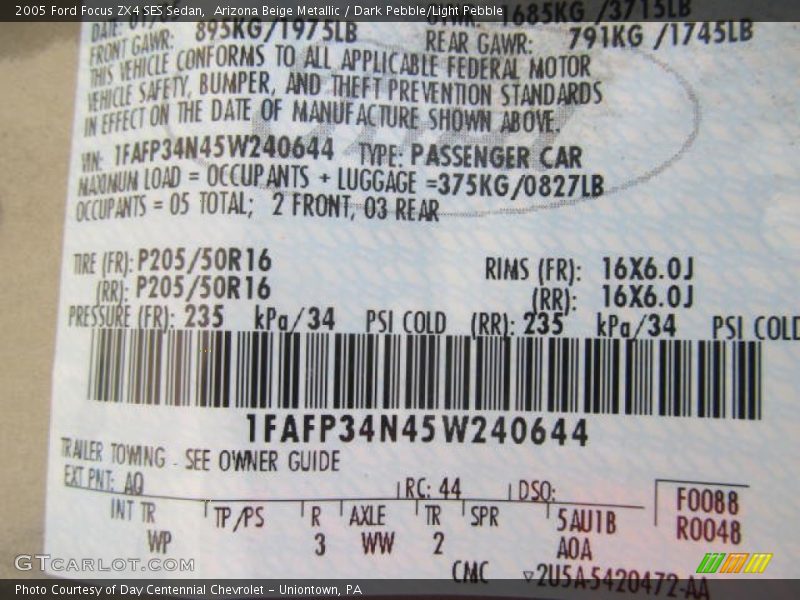 2005 Ford Focus ZX4 SES Sedan, Arizona Beige Metallic / Dark Pebble/Light Pebble
DATE: 1685KG /3715LB
FRONT GAWR: 895KG/1975LB REAR GAWR: 791KG /1745LB
THIS VEHICLE CONFORMS TO ALL APPLICABLE FEDERAL MOTOR
VEHICLE SAFETY, BUMPER, AND THEFT PREVENTION STANDARDS
IN EFFECT ON THE DATE OF MANUFACTURE SHOWN ABOVE.
VIN: 1FAFP34N45W240644 TYPE: PASSENGER CAR
MAXIMUM LOAD = OCCUPANTS + LUGGAGE =375KG/0827LB
OCCUPANTS = 05 TOTAL; 2 FRONT, 03 REAR
TIRE (FR): P205/50R16 RIMS (FR): 16X6.0J
(RR): P205/50R16 (RR): 16X6.0J
PRESSURE (FR): 235 kPa/34 PSI COLD (RR): 235 kPa/34 PSI COLD
1FAFP34N45W240644
TRAILER TOWING - SEE OWNER GUIDE
EXT PNT: AQ RC: 44 DSO: F0088
INT TR TP/PS R AXLE TR SPR 5AU1B R0048
WP 3 WW 2 A0A
CMC ▽2U5A-5420472-AA
GTCarLot.com
Photo Courtesy of Day Centennial Chevrolet - Uniontown, PA